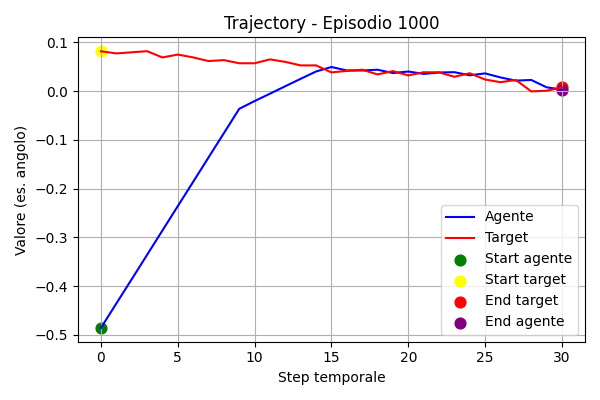 Trajectory - Episodio 1000
Valore (es. angolo)
0.1
0.0
−0.1
−0.2
−0.3
−0.4
−0.5
0 5 10 15 20 25 30
Step temporale
Agente
Target
Start agente
Start target
End target
End agente